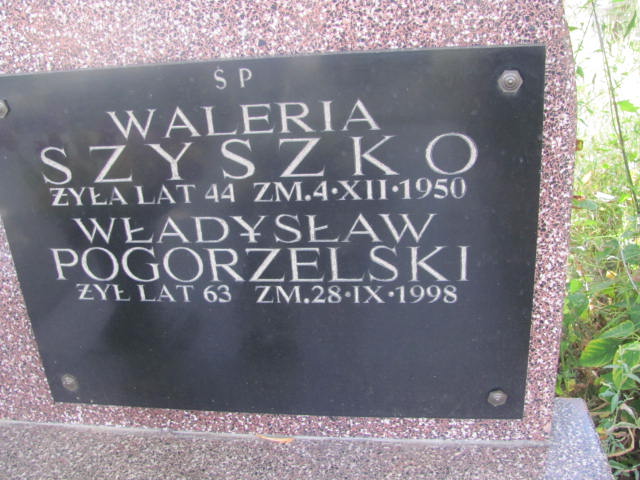 ŚP
WALERIA
SZYSZKO
ŻYŁA LAT 44 ZM.4·XII·1950
WŁADYSŁAW
POGORZELSKI
ŻYŁ LAT 63 ZM.28·IX·1998